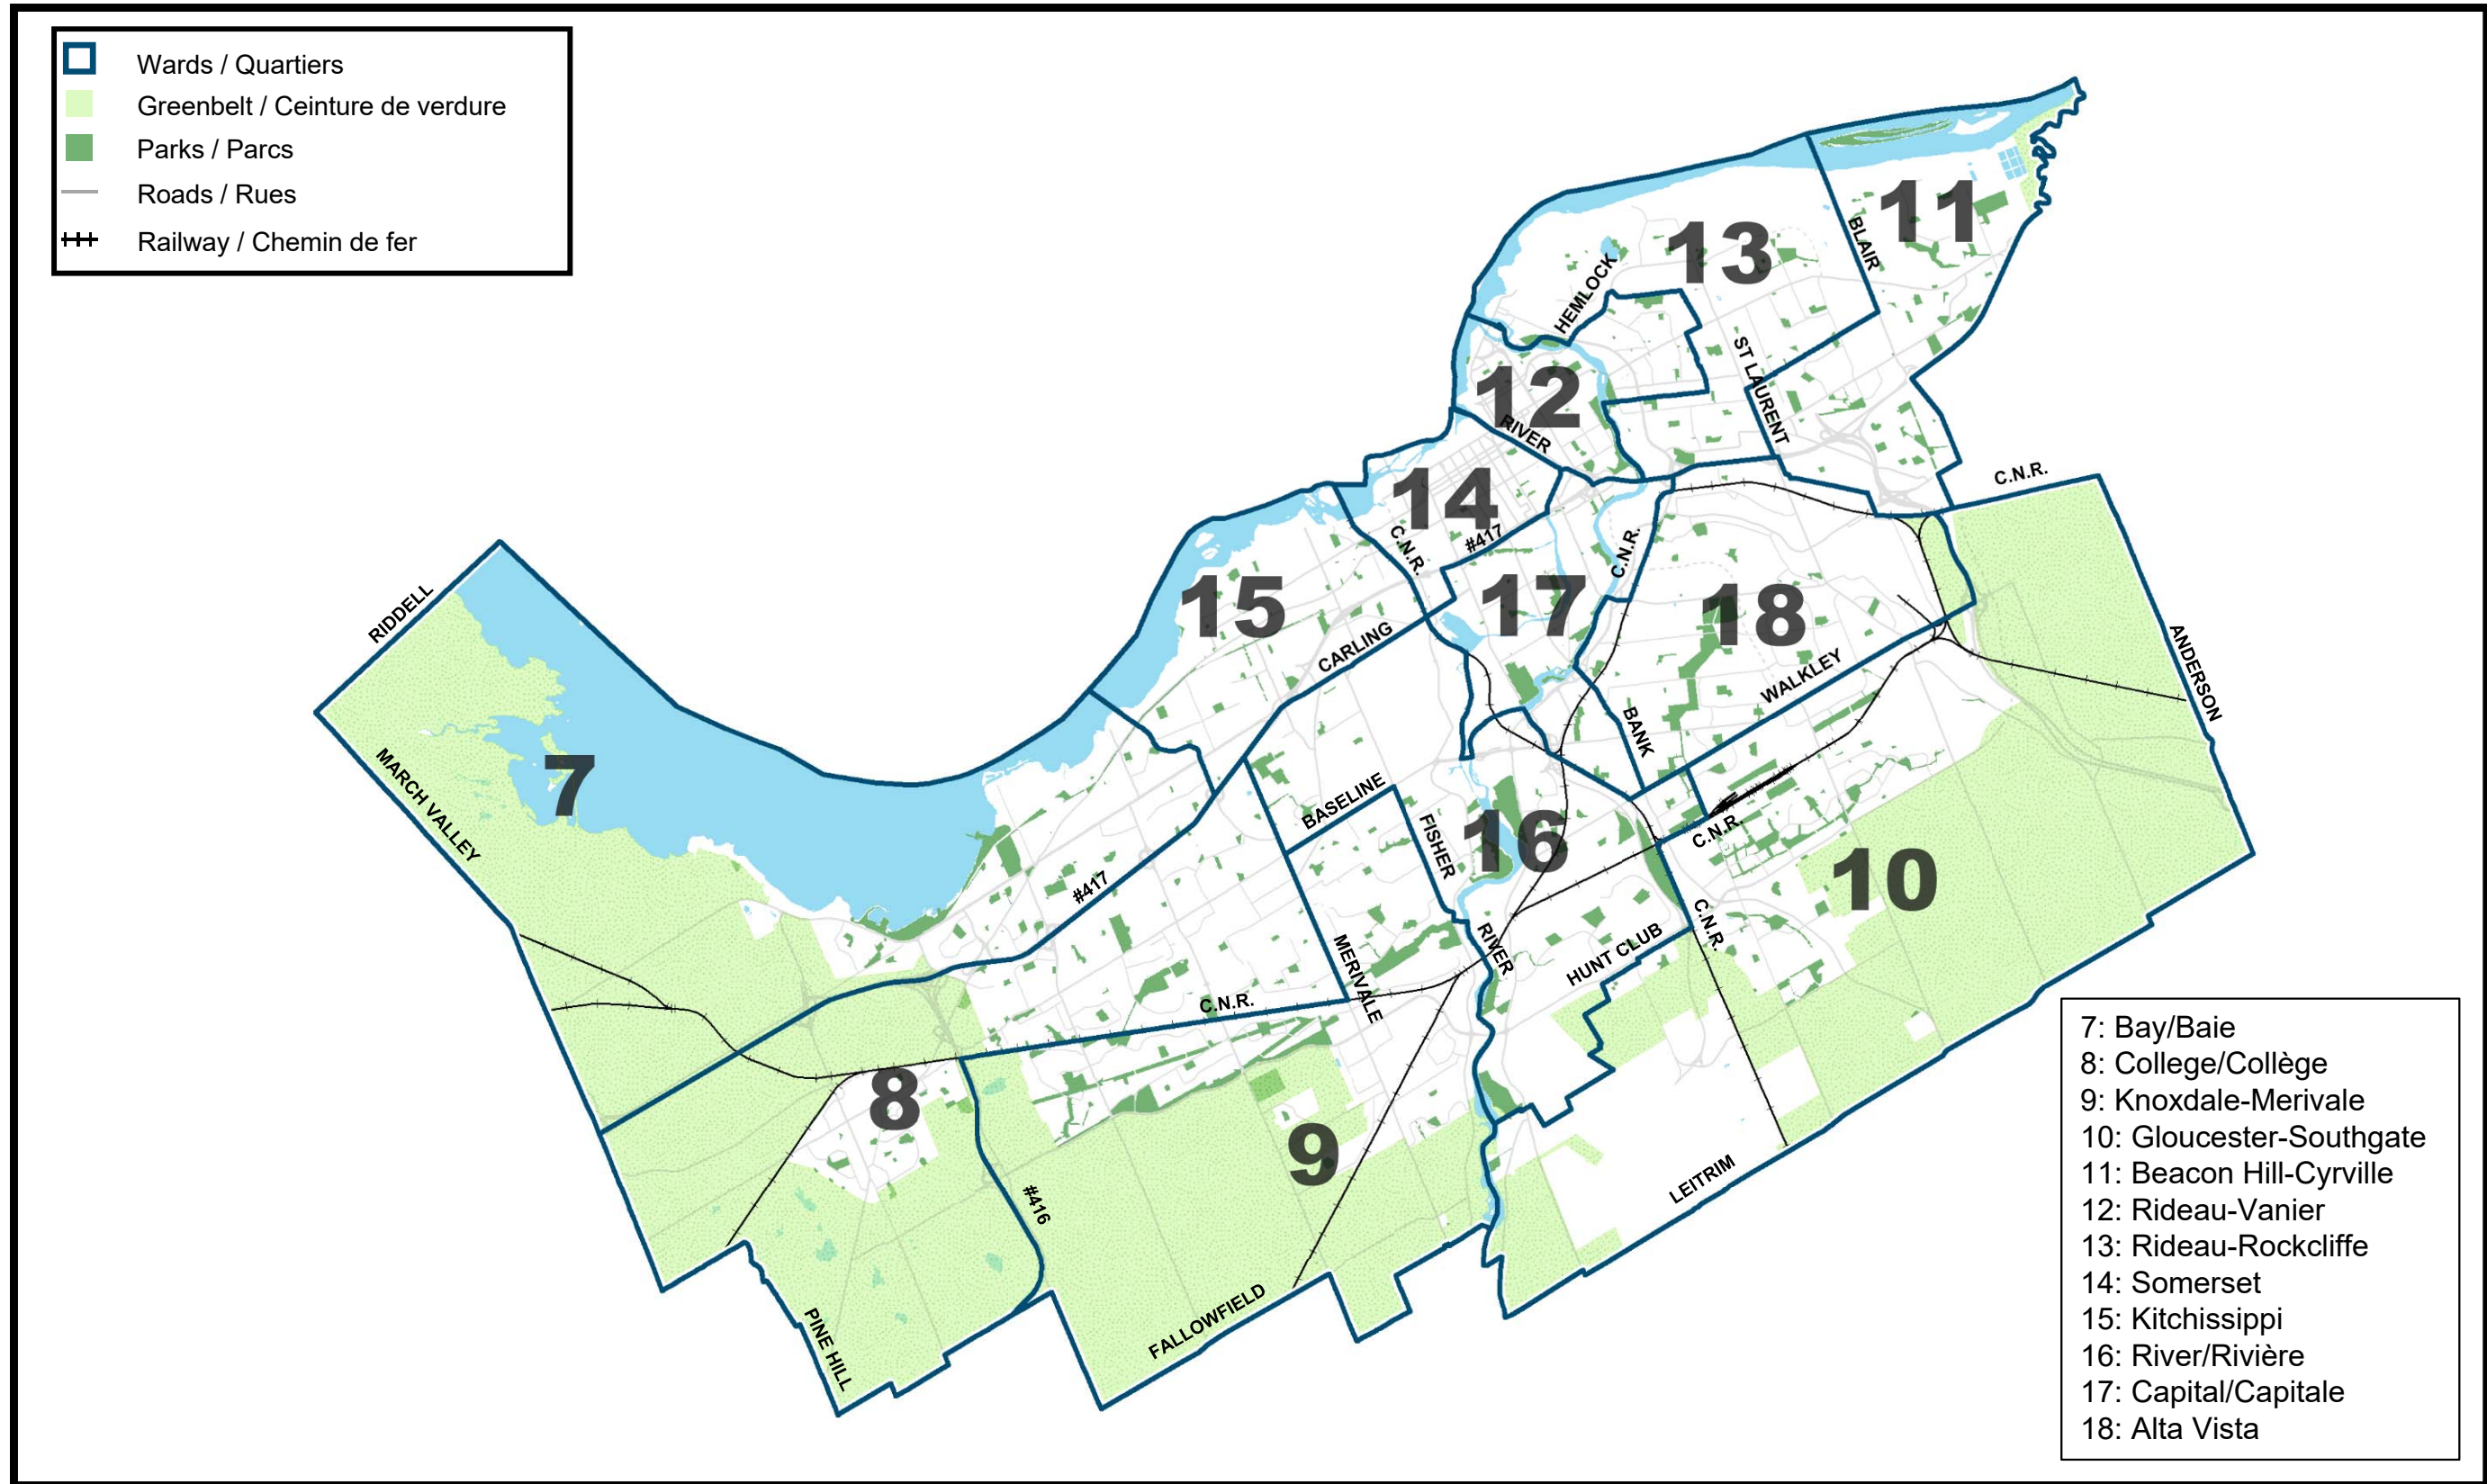 Wards / Quartiers
Greenbelt / Ceinture de verdure
Parks / Parcs
Roads / Rues
Railway / Chemin de fer
11
BLAIR
13
HEMLOCK
ST LAURENT
12
RIVER
C.N.R.
14
#417
C.N.R.
C.N.R.
15
17
18
RIDDELL
CARLING
WALKLEY
ANDERSON
BANK
MARCH VALLEY
7
BASELINE
FISHER
16
C.N.R.
10
#417
MERIVALE
RIVER
HUNT CLUB
C.N.R.
C.N.R.
8
9
#416
LEITRIM
PINE HILL
FALLOWFIELD
7: Bay/Baie
8: College/Collège
9: Knoxdale-Merivale
10: Gloucester-Southgate
11: Beacon Hill-Cyrville
12: Rideau-Vanier
13: Rideau-Rockcliffe
14: Somerset
15: Kitchissippi
16: River/Rivière
17: Capital/Capitale
18: Alta Vista